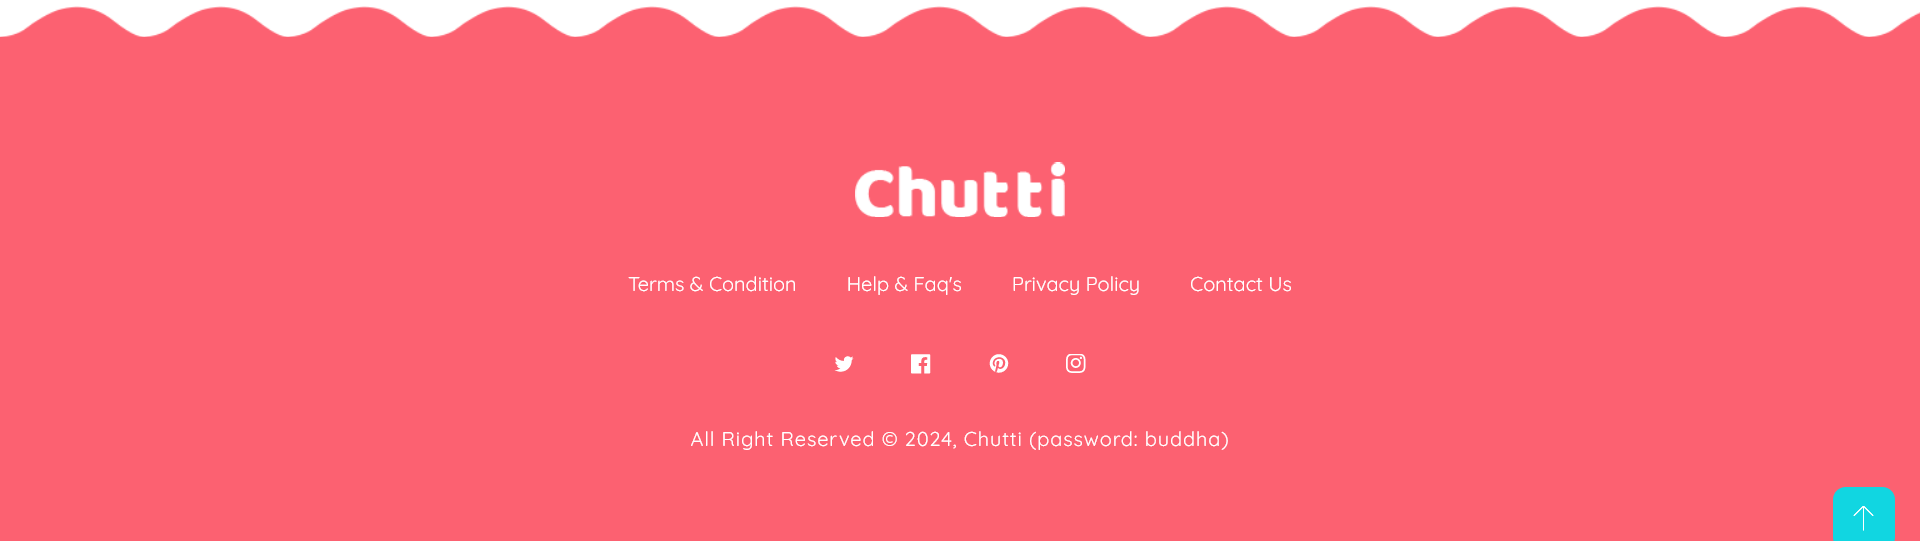 Chutti
Terms & Condition Help & Faq's Privacy Policy Contact Us
All Right Reserved © 2024, Chutti (password: buddha)